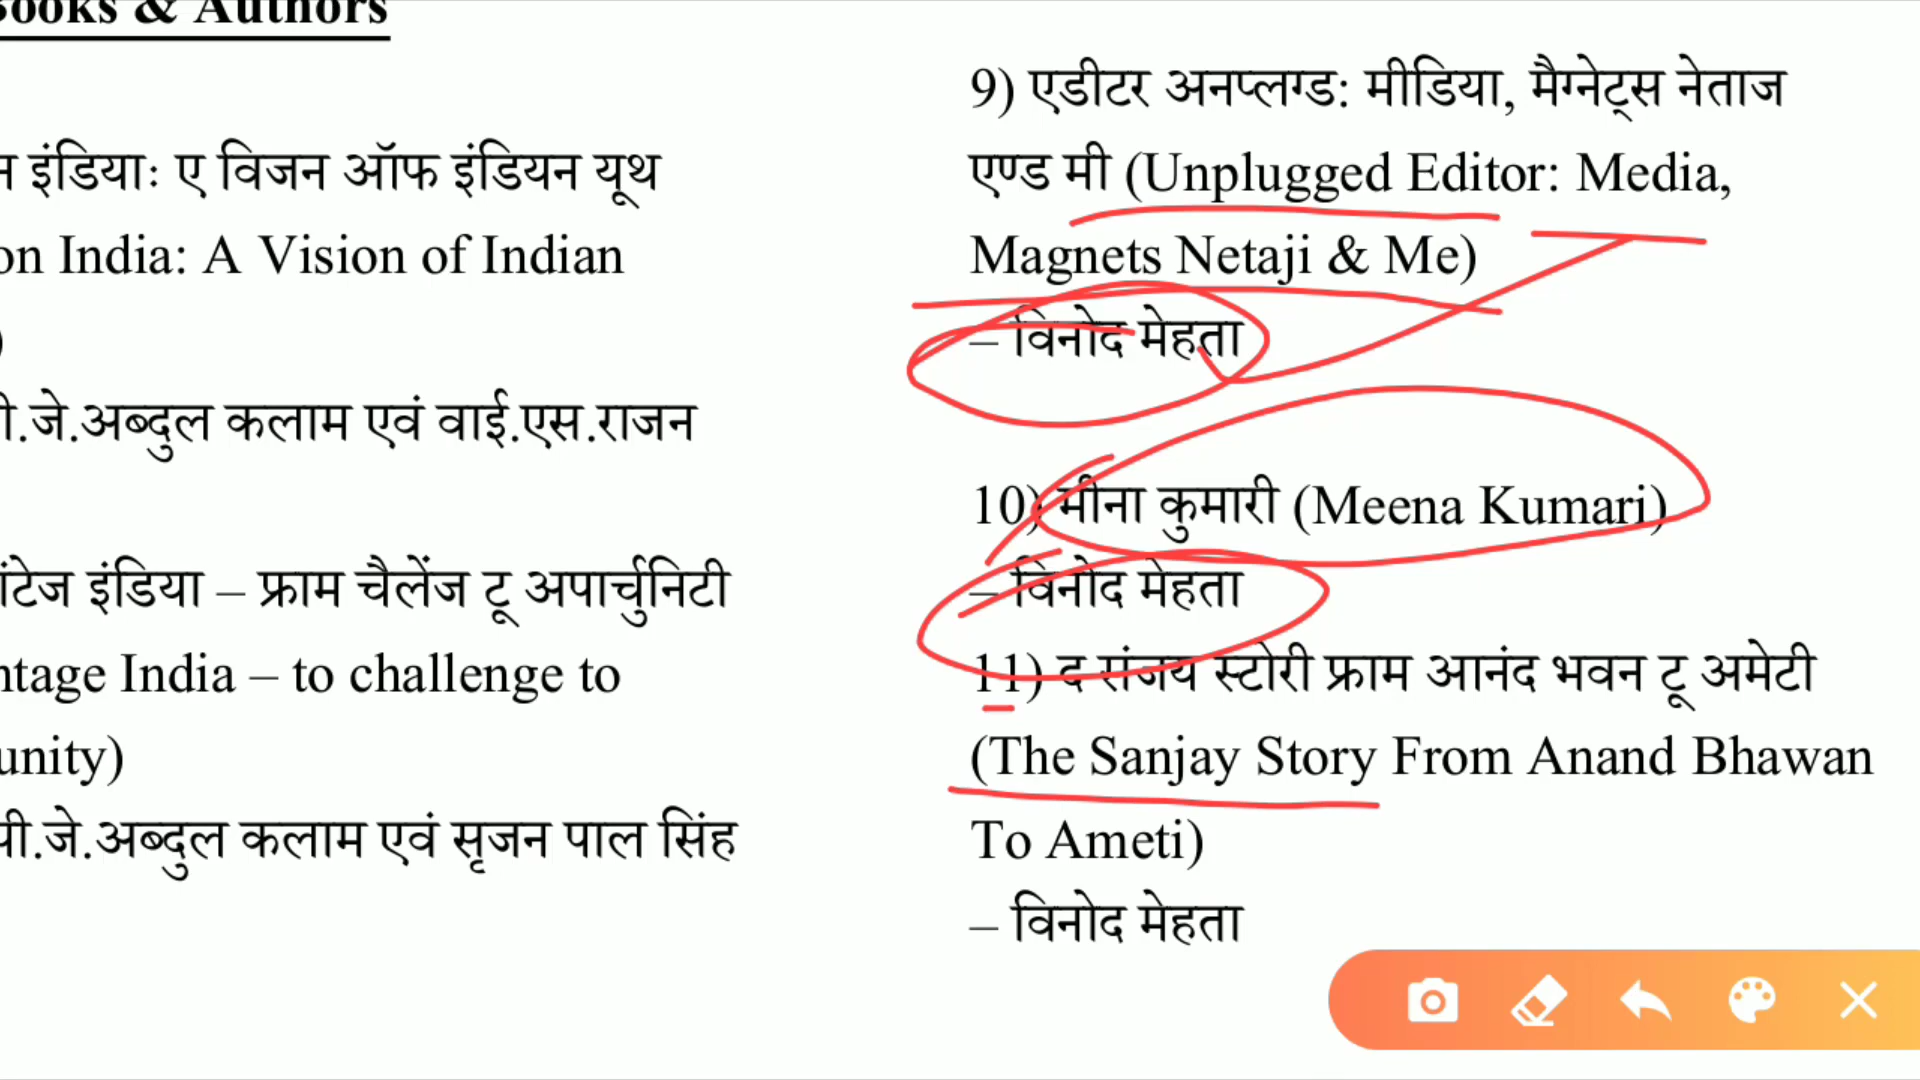 Books & Authors
इंडियाः ए विजन ऑफ इंडियन यूथ
on India: A Vision of Indian
)
पी.जे.अब्दुल कलाम एवं वाई.एस.राजन
इंडिया – फ्राम चैलेंज टू अपार्चुनिटी
ntage India – to challenge to
unity)
पी.जे.अब्दुल कलाम एवं सृजन पाल सिंह
9) एडीटर अनप्लग्ड: मीडिया, मैग्नेट्स नेताज
एण्ड मी (Unplugged Editor: Media,
Magnets Netaji & Me)
– विनोद मेहता
10) मीना कुमारी (Meena Kumari)
– विनोद मेहता
11) द संजय स्टोरी फ्राम आनंद भवन टू अमेटी
(The Sanjay Story From Anand Bhawan
To Ameti)
– विनोद मेहता